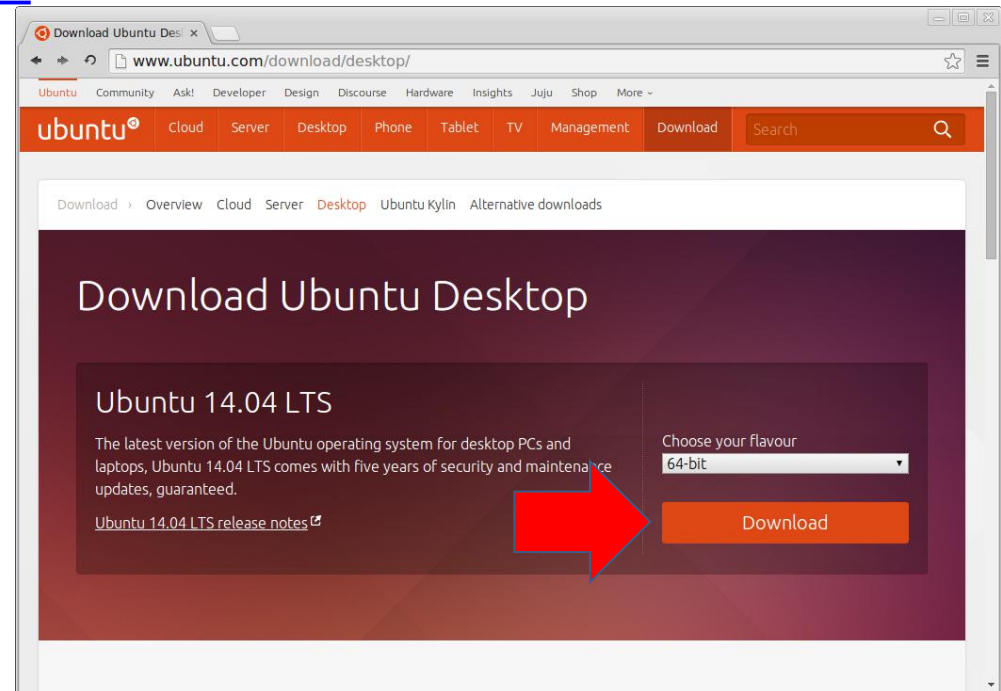 Download Ubuntu Des ×
www.ubuntu.com/download/desktop/
Ubuntu Community Ask! Developer Design Discourse Hardware Insights Juju Shop More
ubuntu® Cloud Server Desktop Phone Tablet TV Management Download Search
Download › Overview Cloud Server Desktop Ubuntu Kylin Alternative downloads
Download Ubuntu Desktop
Ubuntu 14.04 LTS
The latest version of the Ubuntu operating system for desktop PCs and
laptops, Ubuntu 14.04 LTS comes with five years of security and maintenance
updates, guaranteed.
Ubuntu 14.04 LTS release notes
Choose your flavour
64-bit
Download